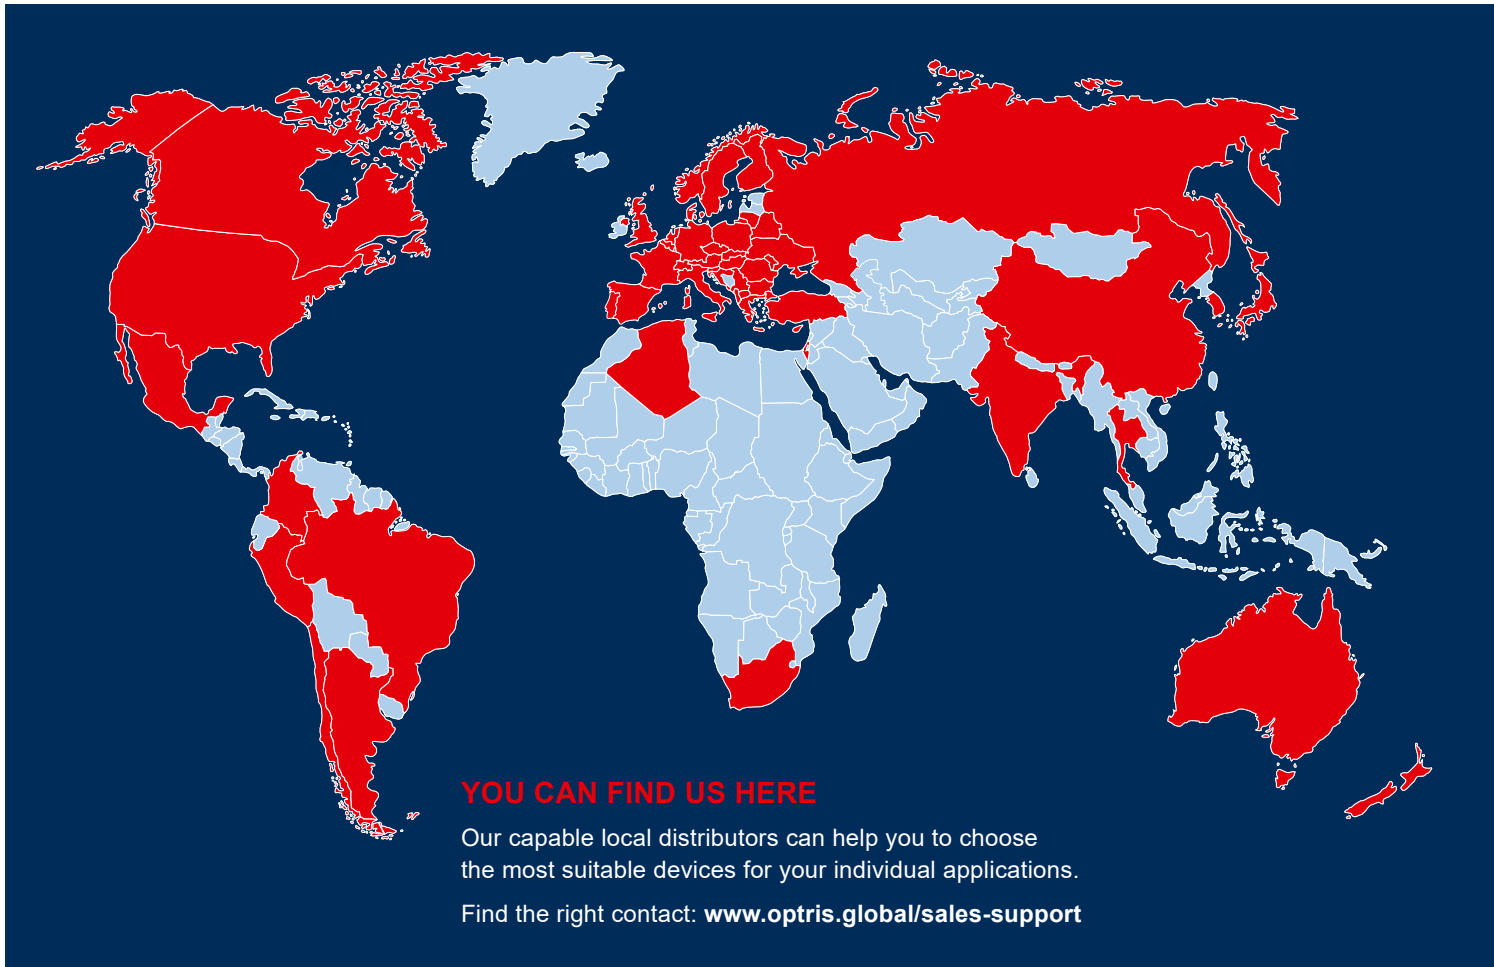 YOU CAN FIND US HERE
Our capable local distributors can help you to choose
the most suitable devices for your individual applications.
Find the right contact: www.optris.global/sales-support